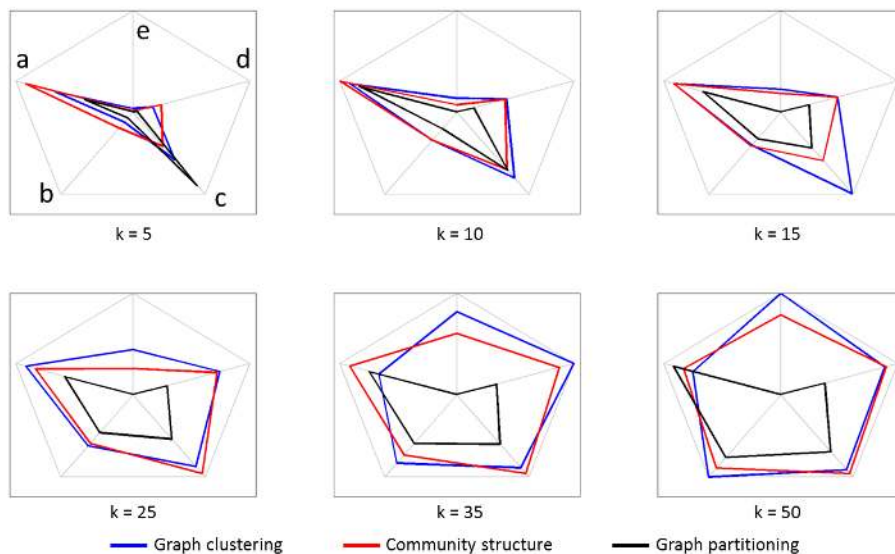 e
a
d
b
c
k = 5
k = 10
k = 15
k = 25
k = 35
k = 50
Graph clustering
Community structure
Graph partitioning